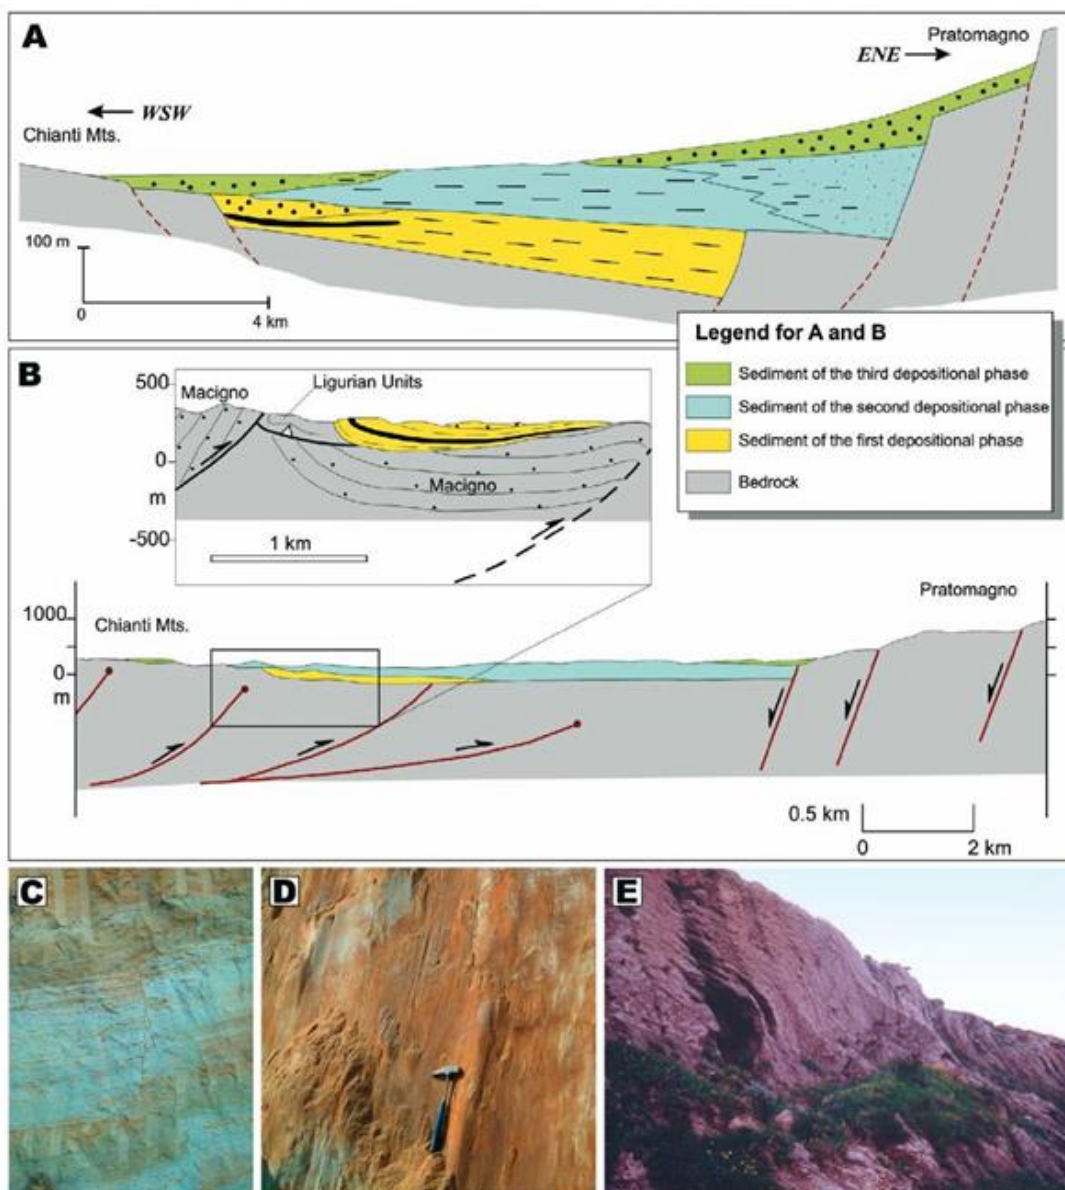 A
Pratomagno
ENE
WSW
Chianti Mts.
100 m
0
4 km
Legend for A and B
Sediment of the third depositional phase
Sediment of the second depositional phase
Sediment of the first depositional phase
Bedrock
B
500
0
m
-500
Macigno
Ligurian Units
Macigno
1 km
Pratomagno
Chianti Mts.
1000
0
m
0.5 km
0
2 km
C
D
E